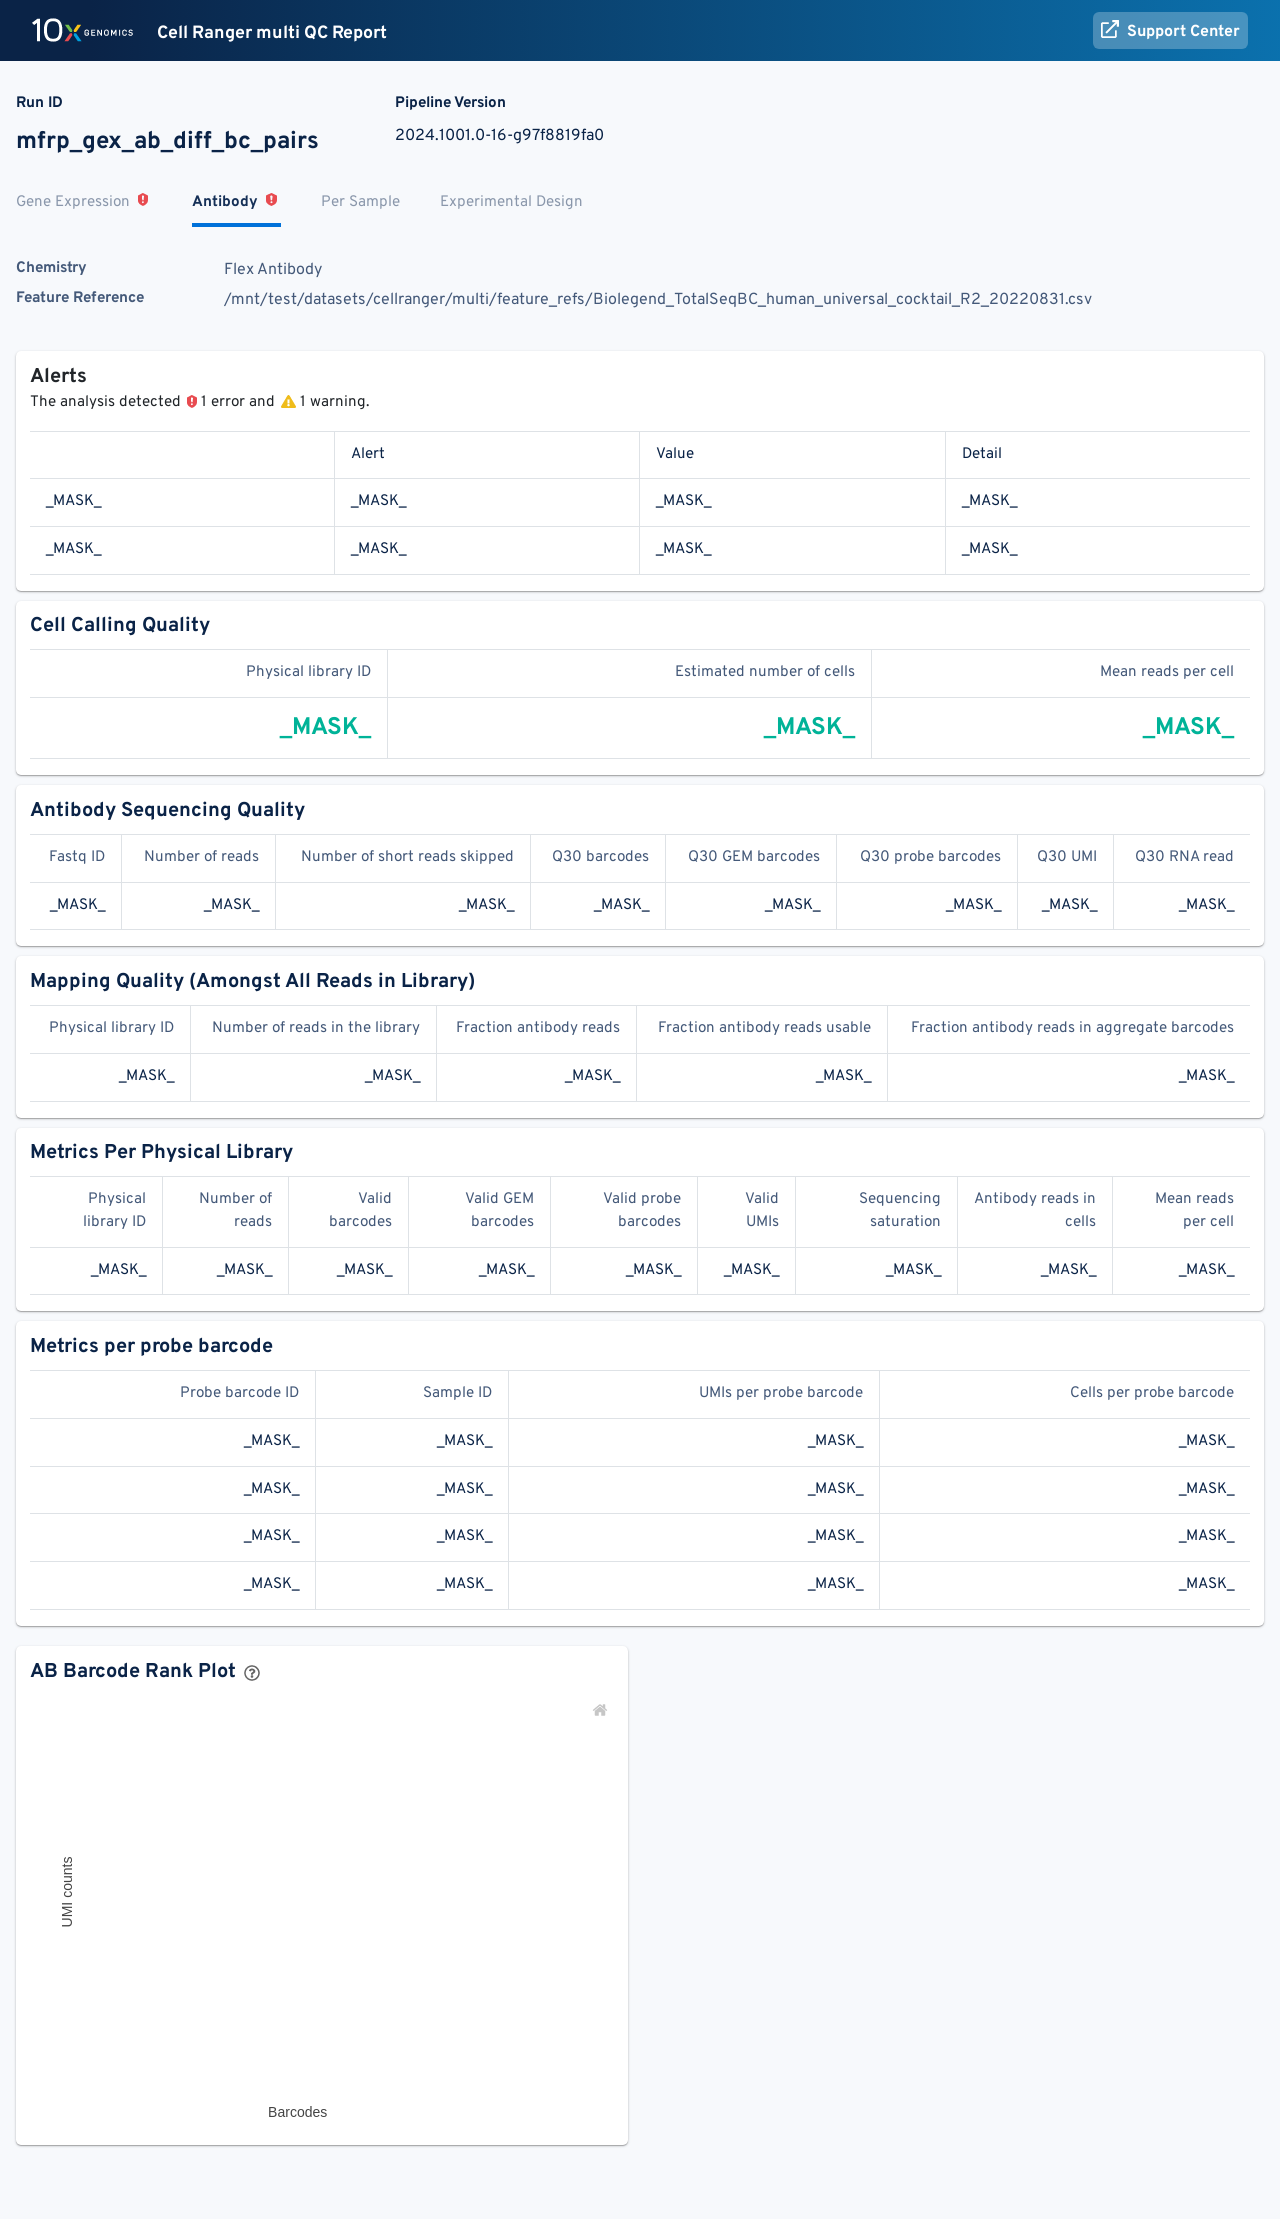 10x GENOMICS Cell Ranger multi QC Report Support Center
Run ID Pipeline Version
mfrp_gex_ab_diff_bc_pairs 2024.1001.0-16-g97f8819fa0
Gene Expression Antibody Per Sample Experimental Design
Chemistry Flex Antibody
Feature Reference /mnt/test/datasets/cellranger/multi/feature_refs/Biolegend_TotalSeqBC_human_universal_cocktail_R2_20220831.csv
Alerts
The analysis detected 1 error and 1 warning.
Alert Value Detail
_MASK_ _MASK_ _MASK_ _MASK_
_MASK_ _MASK_ _MASK_ _MASK_
Cell Calling Quality
Physical library ID Estimated number of cells Mean reads per cell
_MASK_ _MASK_ _MASK_
Antibody Sequencing Quality
Fastq ID Number of reads Number of short reads skipped Q30 barcodes Q30 GEM barcodes Q30 probe barcodes Q30 UMI Q30 RNA read
_MASK_ _MASK_ _MASK_ _MASK_ _MASK_ _MASK_ _MASK_ _MASK_
Mapping Quality (Amongst All Reads in Library)
Physical library ID Number of reads in the library Fraction antibody reads Fraction antibody reads usable Fraction antibody reads in aggregate barcodes
_MASK_ _MASK_ _MASK_ _MASK_ _MASK_
Metrics Per Physical Library
Physical Number of Valid Valid GEM Valid probe Valid Sequencing Antibody reads in Mean reads
library ID reads barcodes barcodes barcodes UMIs saturation cells per cell
_MASK_ _MASK_ _MASK_ _MASK_ _MASK_ _MASK_ _MASK_ _MASK_ _MASK_
Metrics per probe barcode
Probe barcode ID Sample ID UMIs per probe barcode Cells per probe barcode
_MASK_ _MASK_ _MASK_ _MASK_
_MASK_ _MASK_ _MASK_ _MASK_
_MASK_ _MASK_ _MASK_ _MASK_
_MASK_ _MASK_ _MASK_ _MASK_
AB Barcode Rank Plot
UMI counts
Barcodes